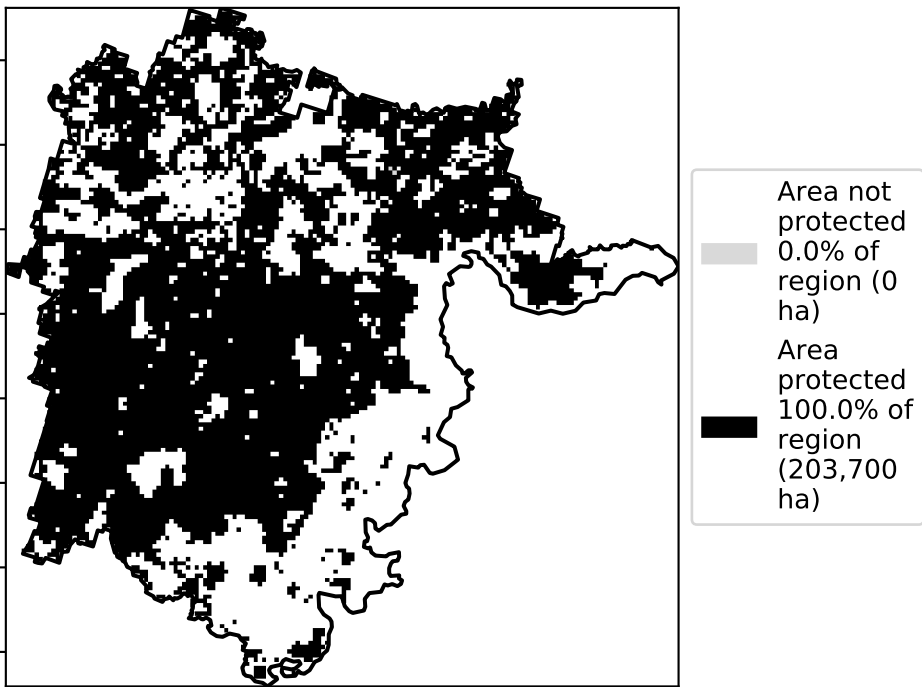 Area not
protected
0.0% of
region (0
ha)
Area
protected
100.0% of
region
(203,700
ha)